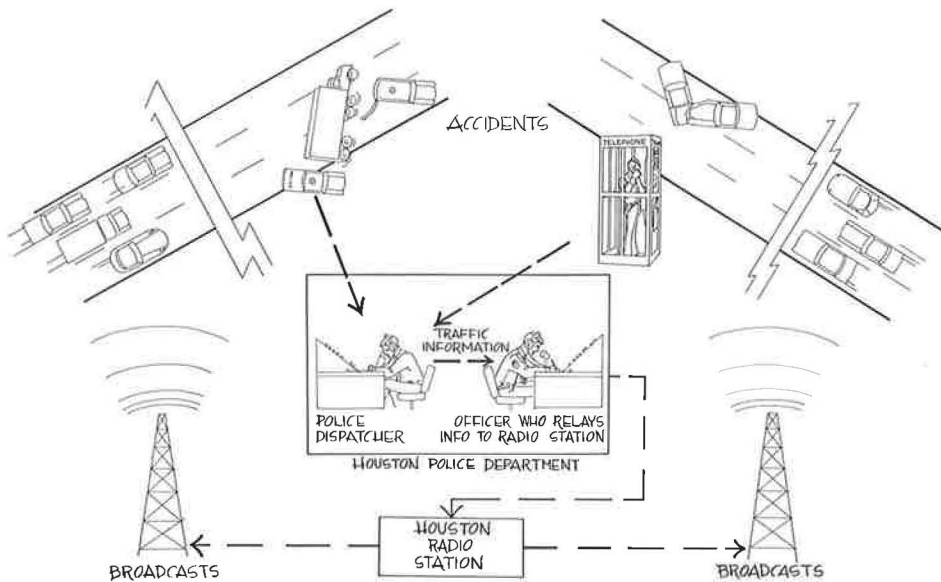 ACCIDENTS
TELEPHONE
TRAFFIC
INFORMATION
POLICE
DISPATCHER
OFFICER WHO RELAYS
INFO TO RADIO STATION
HOUSTON POLICE DEPARTMENT
HOUSTON
RADIO
STATION
BROADCASTS
BROADCASTS